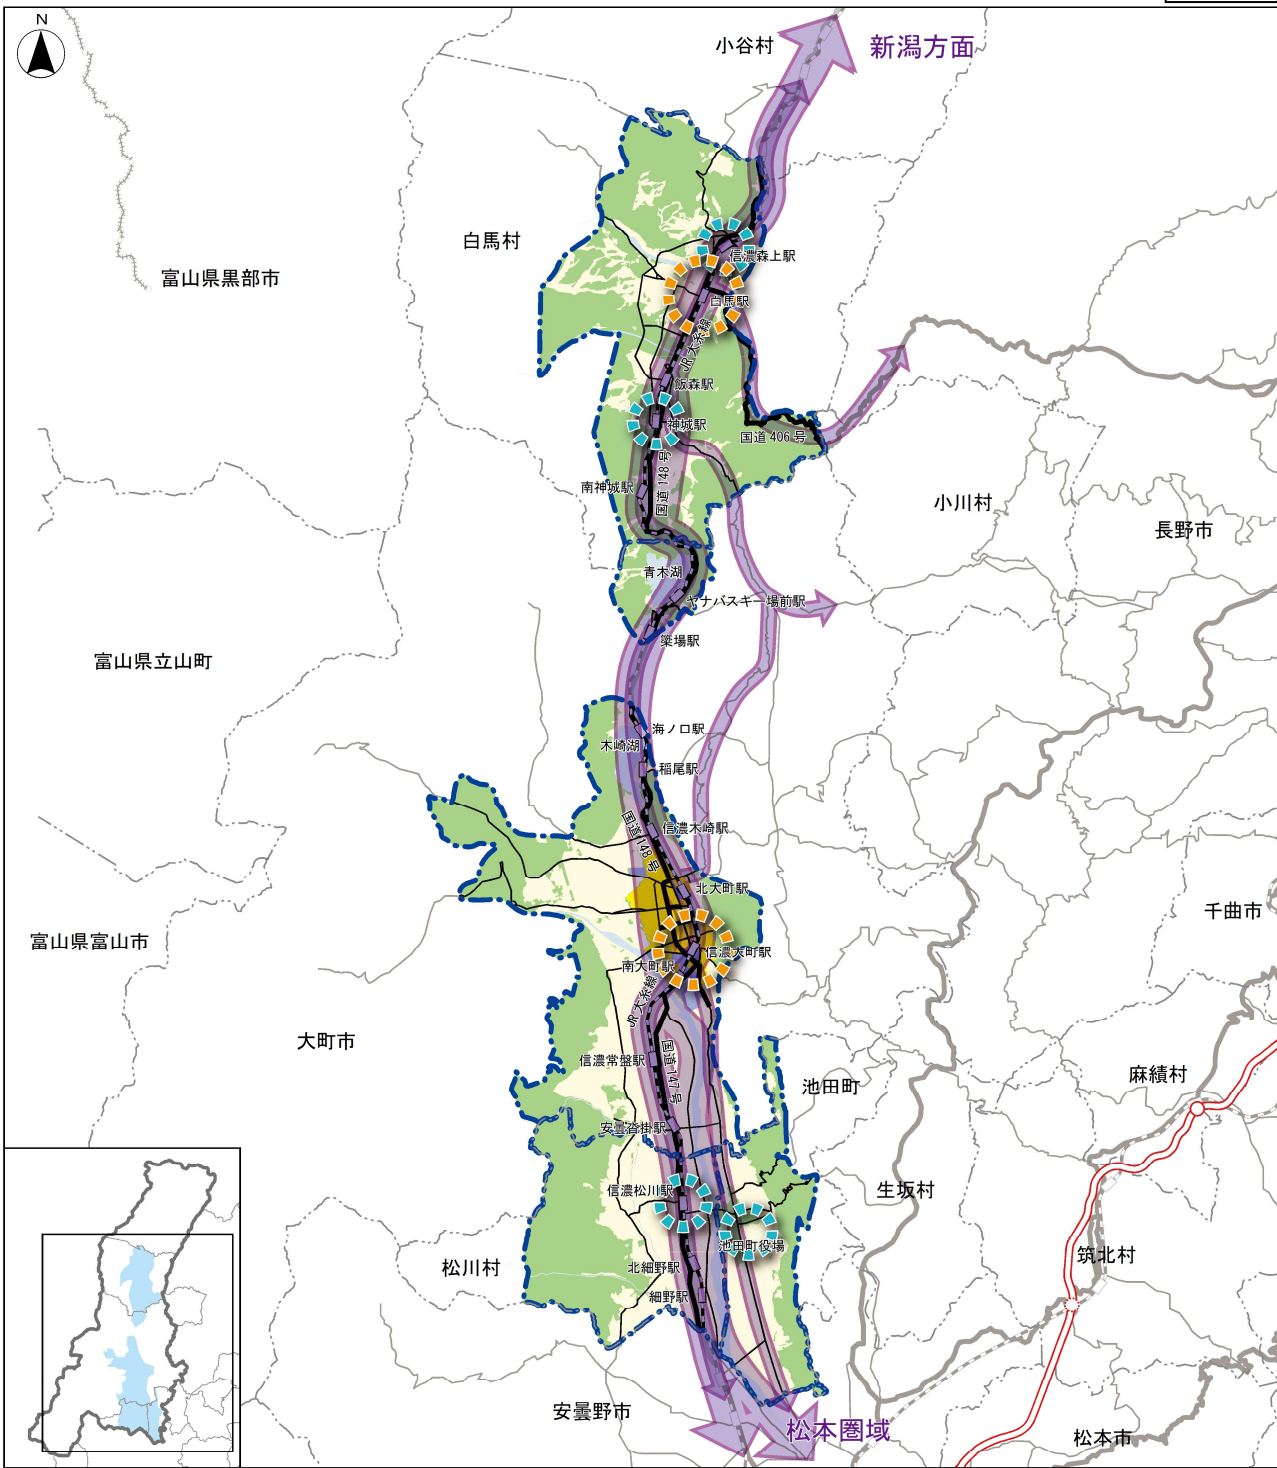 N
小谷村
新潟方面
白馬村
富山県黒部市
信濃森上駅
白馬駅
JR大糸線
飯森駅
神城駅
国道406号
国道148号
南神城駅
小川村
長野市
青木湖
ヤナバスキー場前駅
簗場駅
富山県立山町
海ノ口駅
木崎湖
稲尾駅
国道148号
信濃木崎駅
北大町駅
千曲市
富山県富山市
信濃大町駅
南大町駅
JR大糸線
大町市
国道147号
信濃常盤駅
麻績村
池田町
安曇沓掛駅
信濃松川駅
生坂村
池田町役場
筑北村
松川村
北細野駅
細野駅
安曇野市
松本圏域
松本市